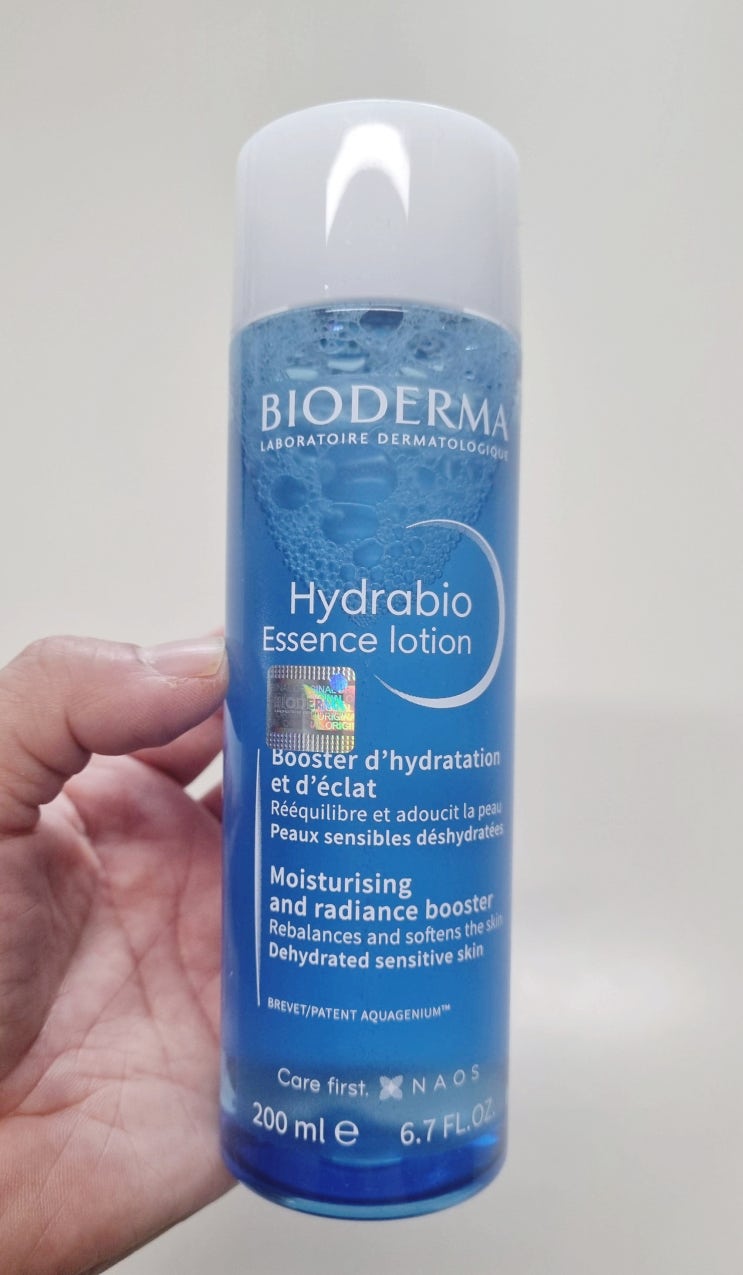 BIODERMA
LABORATOIRE DERMATOLOGIQUE
Hydrabio
Essence lotion
BIODERMA
ORIGINAL
Booster d'hydratation
et d'éclat
Rééquilibre et adoucit la peau
Peaux sensibles déshydratées
Moisturising
and radiance booster
Rebalances and softens the skin
Dehydrated sensitive skin
BREVET/PATENT AQUAGENIUM™
Care first. NAOS
200 ml e 6.7 FL.OZ.